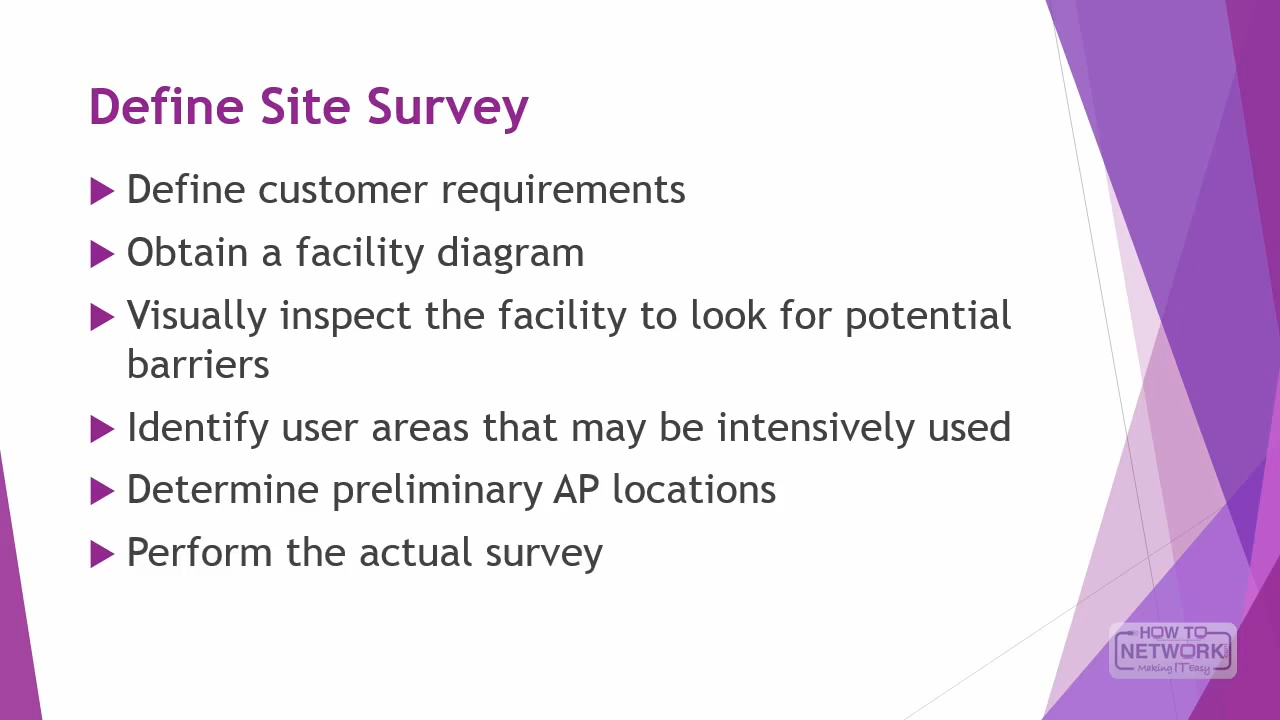 Define Site Survey
Define customer requirements
Obtain a facility diagram
Visually inspect the facility to look for potential
barriers
Identify user areas that may be intensively used
Determine preliminary AP locations
Perform the actual survey
HOW TO
NETWORK
Making IT Easy